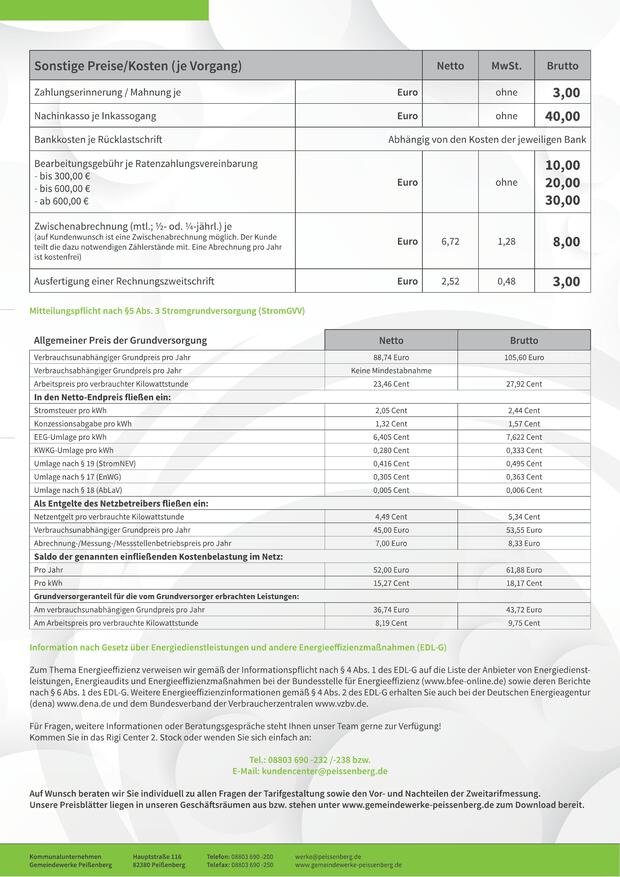 Sonstige Preise/Kosten (je Vorgang) Netto MwSt. Brutto
Zahlungserinnerung / Mahnung je Euro ohne 3,00
Nachinkasso je Inkassogang Euro ohne 40,00
Bankkosten je Rücklastschrift Abhängig von den Kosten der jeweiligen Bank
Bearbeitungsgebühr je Ratenzahlungsvereinbarung
- bis 300,00 €
- bis 600,00 €
- ab 600,00 €
Euro ohne
10,00
20,00
30,00
Zwischenabrechnung (mtl.; ½- od. ¼-jährl.) je
(auf Kundenwunsch ist eine Zwischenabrechnung möglich. Der Kunde
teilt die dazu notwendigen Zählerstände mit. Eine Abrechnung pro Jahr
ist kostenfrei)
Euro 6,72 1,28 8,00
Ausfertigung einer Rechnungszweitschrift Euro 2,52 0,48 3,00
Mitteilungspflicht nach §5 Abs. 3 Stromgrundversorgung (StromGVV)
Allgemeiner Preis der Grundversorgung Netto Brutto
Verbrauchsunabhängiger Grundpreis pro Jahr 88,74 Euro 105,60 Euro
Verbrauchsabhängiger Grundpreis pro Jahr Keine Mindestabnahme
Arbeitspreis pro verbrauchter Kilowattstunde 23,46 Cent 27,92 Cent
In den Netto-Endpreis fließen ein:
Stromsteuer pro kWh 2,05 Cent 2,44 Cent
Konzessionsabgabe pro kWh 1,32 Cent 1,57 Cent
EEG-Umlage pro kWh 6,405 Cent 7,622 Cent
KWKG-Umlage pro kWh 0,280 Cent 0,333 Cent
Umlage nach § 19 (StromNEV) 0,416 Cent 0,495 Cent
Umlage nach § 17 (EnWG) 0,305 Cent 0,363 Cent
Umlage nach § 18 (AbLaV) 0,005 Cent 0,006 Cent
Als Entgelte des Netzbetreibers fließen ein:
Netzentgelt pro verbrauchte Kilowattstunde 4,49 Cent 5,34 Cent
Verbrauchsunabhängiger Grundpreis pro Jahr 45,00 Euro 53,55 Euro
Abrechnung-/Messung-/Messstellenbetriebspreis pro Jahr 7,00 Euro 8,33 Euro
Saldo der genannten einfließenden Kostenbelastung im Netz:
Pro Jahr 52,00 Euro 61,88 Euro
Pro kWh 15,27 Cent 18,17 Cent
Grundversorgeranteil für die vom Grundversorger erbrachten Leistungen:
Am verbrauchsunabhängigen Grundpreis pro Jahr 36,74 Euro 43,72 Euro
Am Arbeitspreis pro verbrauchte Kilowattstunde 8,19 Cent 9,75 Cent
Information nach Gesetz über Energiedienstleistungen und andere Energieeffizienzmaßnahmen (EDL-G)
Zum Thema Energieeffizienz verweisen wir gemäß der Informationspflicht nach § 4 Abs. 1 des EDL-G auf die Liste der Anbieter von Energiedienst-
leistungen, Energieaudits und Energieeffizienzmaßnahmen bei der Bundesstelle für Energieeffizienz (www.bfee-online.de) sowie deren Berichte
nach § 6 Abs. 1 des EDL-G. Weitere Energieeffizienzinformationen gemäß § 4 Abs. 2 des EDL-G erhalten Sie auch bei der Deutschen Energieagentur
(dena) www.dena.de und dem Bundesverband der Verbraucherzentralen www.vzbv.de.
Für Fragen, weitere Informationen oder Beratungsgespräche steht Ihnen unser Team gerne zur Verfügung!
Kommen Sie in das Rigi Center 2. Stock oder wenden Sie sich einfach an:
Tel.: 08803 690 -232 /-238 bzw.
E-Mail: kundencenter@peissenberg.de
Auf Wunsch beraten wir Sie individuell zu allen Fragen der Tarifgestaltung sowie den Vor- und Nachteilen der Zweitarifmessung.
Unsere Preisblätter liegen in unseren Geschäftsräumen aus bzw. stehen unter www.gemeindewerke-peissenberg.de zum Download bereit.
Kommunalunternehmen Hauptstraße 116 Telefon: 08803 690 -200 werke@peissenberg.de
Gemeindewerke Peißenberg 82380 Peißenberg Telefax: 08803 690 -250 www.gemeindewerke-peissenberg.de